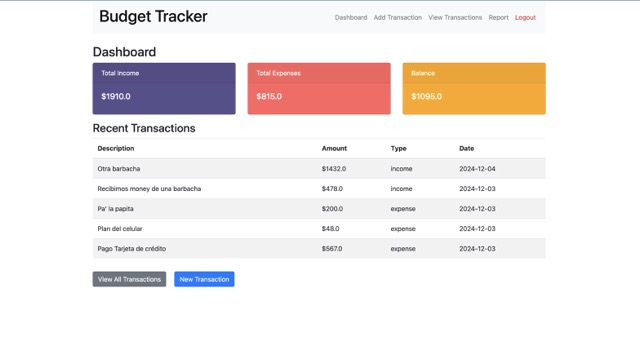 Budget Tracker
Dashboard Add Transaction View Transactions Report Logout
Dashboard
Total Income Total Expenses Balance
$1910.0 $815.0 $1095.0
Recent Transactions
Description Amount Type Date
Otra barbacha $1432.0 income 2024-12-04
Recibimos money de una barbacha $478.0 income 2024-12-03
Pa' la papita $200.0 expense 2024-12-03
Plan del celular $48.0 expense 2024-12-03
Pago Tarjeta de crédito $567.0 expense 2024-12-03
View All Transactions New Transaction